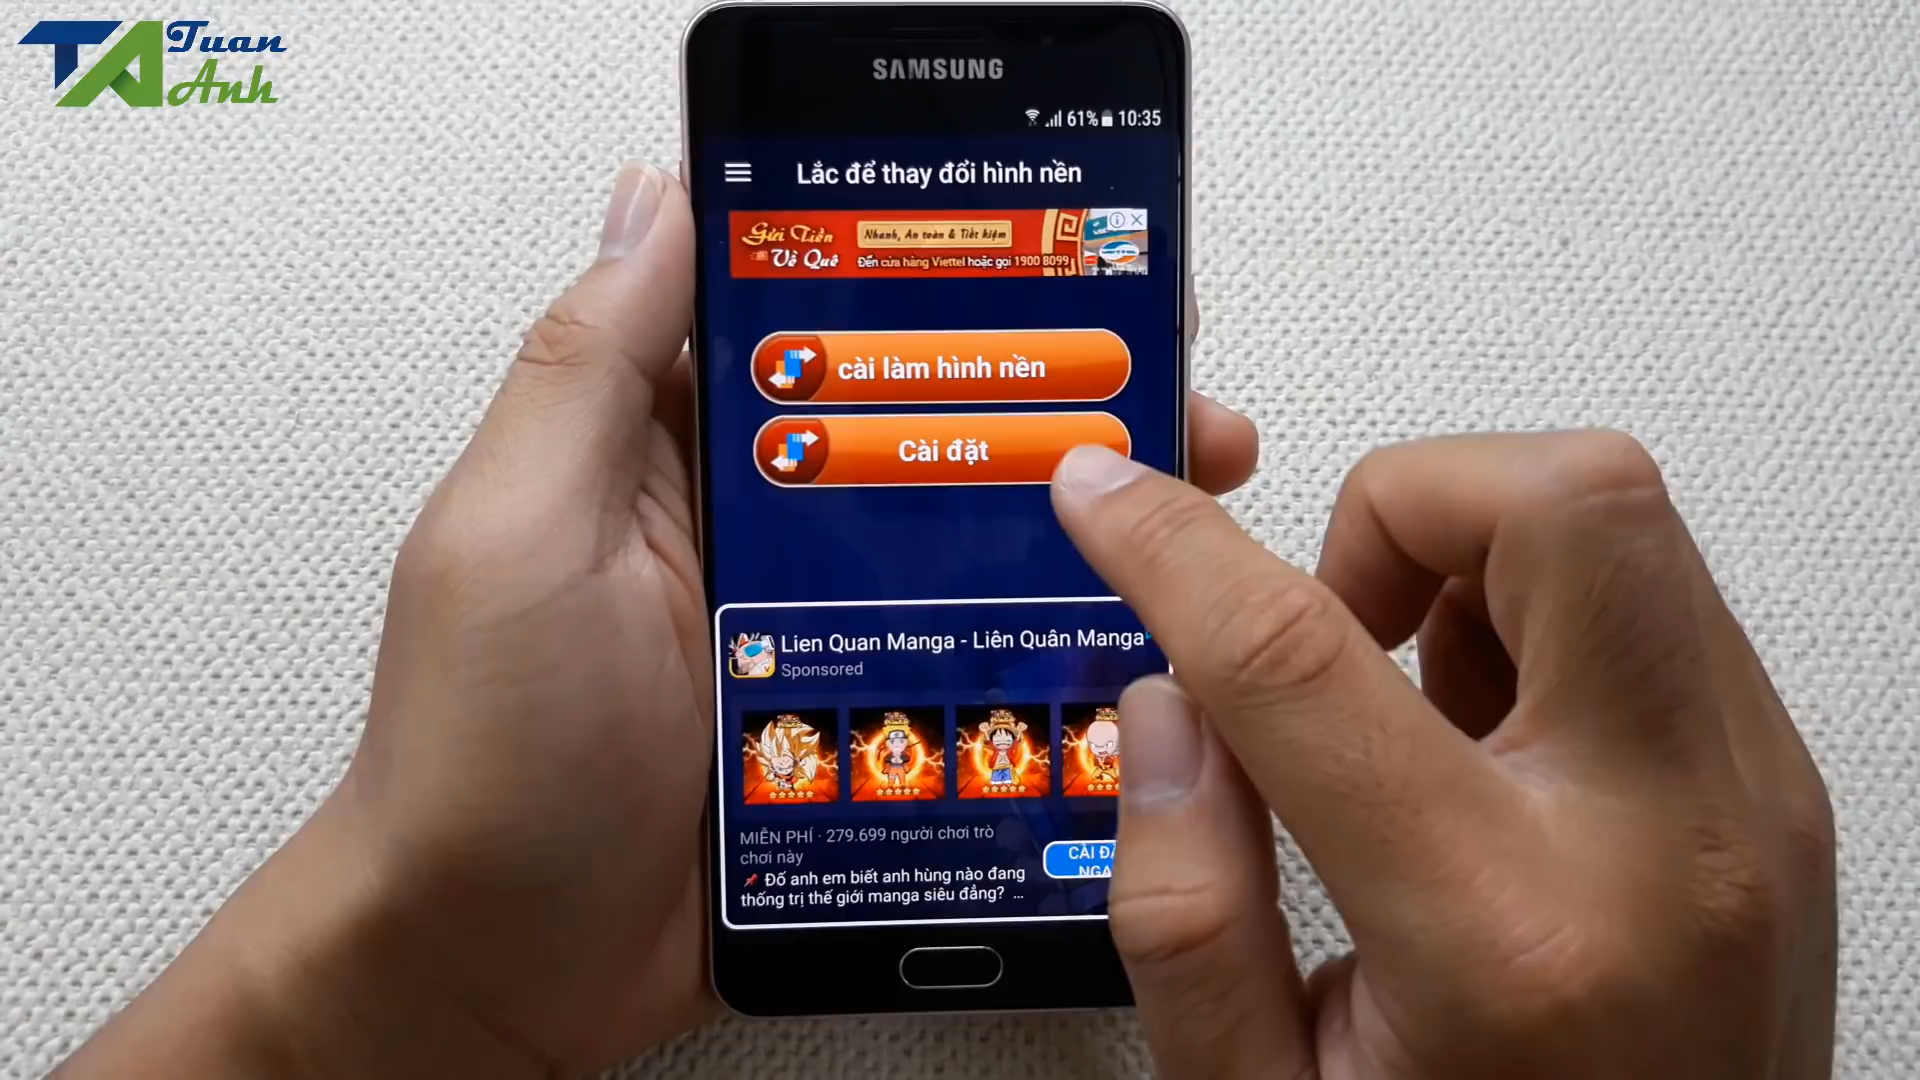 TA Tuan
Anh
SAMSUNG
61% 10:35
Lắc để thay đổi hình nền
Gửi Tiền
Về Quê
Nhanh, An toàn & Tiết kiệm
Đến cửa hàng Viettel hoặc gọi 1900 8099
cài làm hình nền
Cài đặt
Lien Quan Manga - Liên Quân Manga
Sponsored
MIỄN PHÍ · 279.699 người chơi trò
chơi này
📌 Đố anh em biết anh hùng nào đang
thống trị thế giới manga siêu đẳng? ...
CÀI